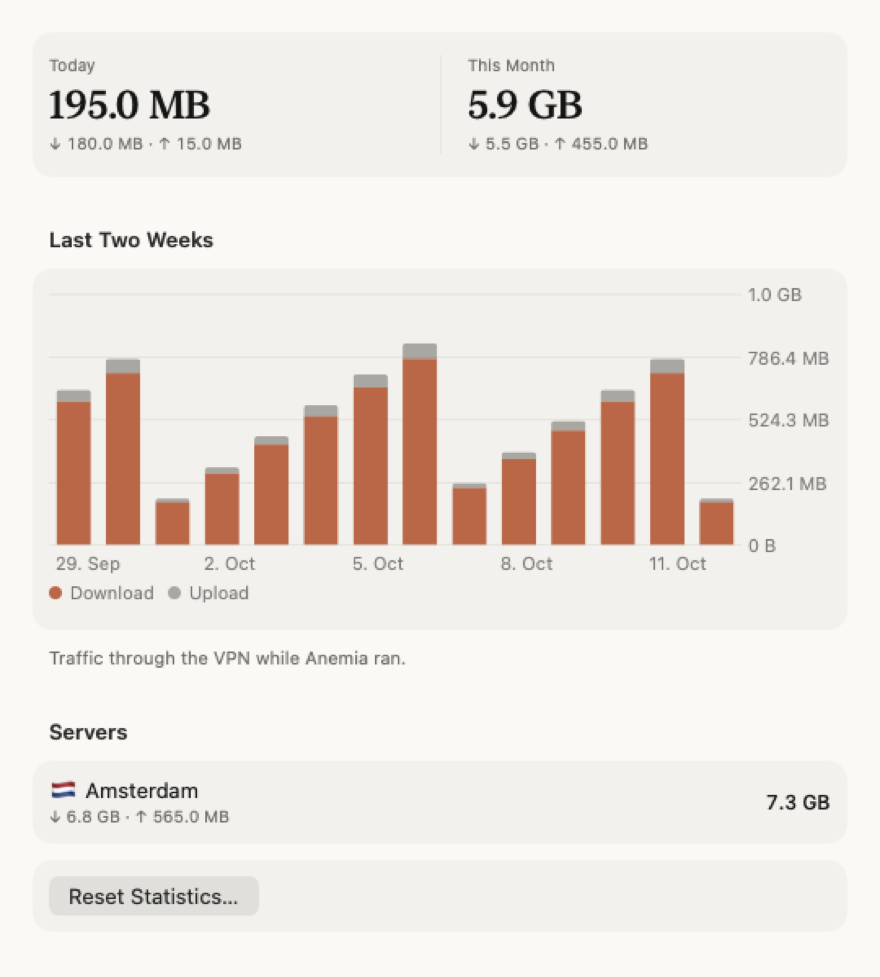 Today
195.0 MB
↓ 180.0 MB · ↑ 15.0 MB
This Month
5.9 GB
↓ 5.5 GB · ↑ 455.0 MB
Last Two Weeks
1.0 GB
786.4 MB
524.3 MB
262.1 MB
0 B
29. Sep 2. Oct 5. Oct 8. Oct 11. Oct
Download Upload
Traffic through the VPN while Anemia ran.
Servers
🇳🇱 Amsterdam
↓ 6.8 GB · ↑ 565.0 MB
7.3 GB
Reset Statistics...